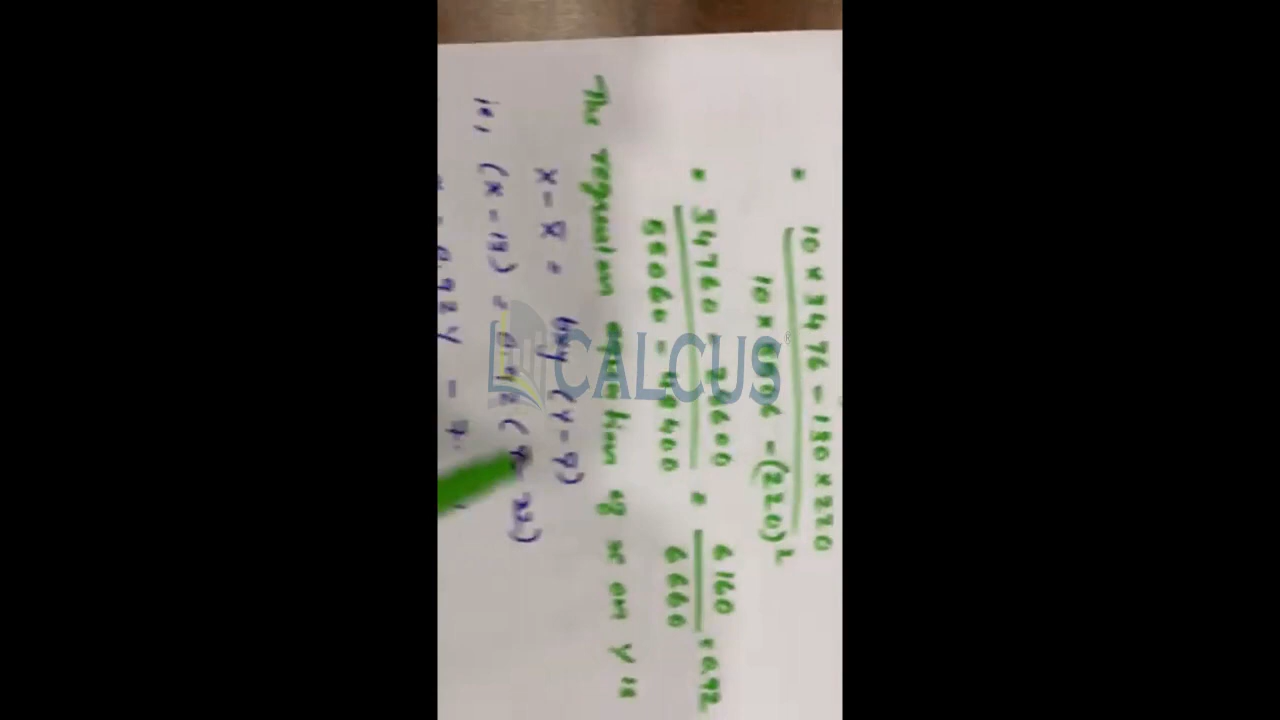 = 10 × 3476 - 130 × 220
10 × 5506 - (220)²
= 34760 - 28600 = 6160 = 0.92
55060 - 48400 6660
The regression equation of x on y is
x - x̄ = bxy (y - ȳ)
ie, (x - 13) = 0.92 (y - 22)
CALCUS